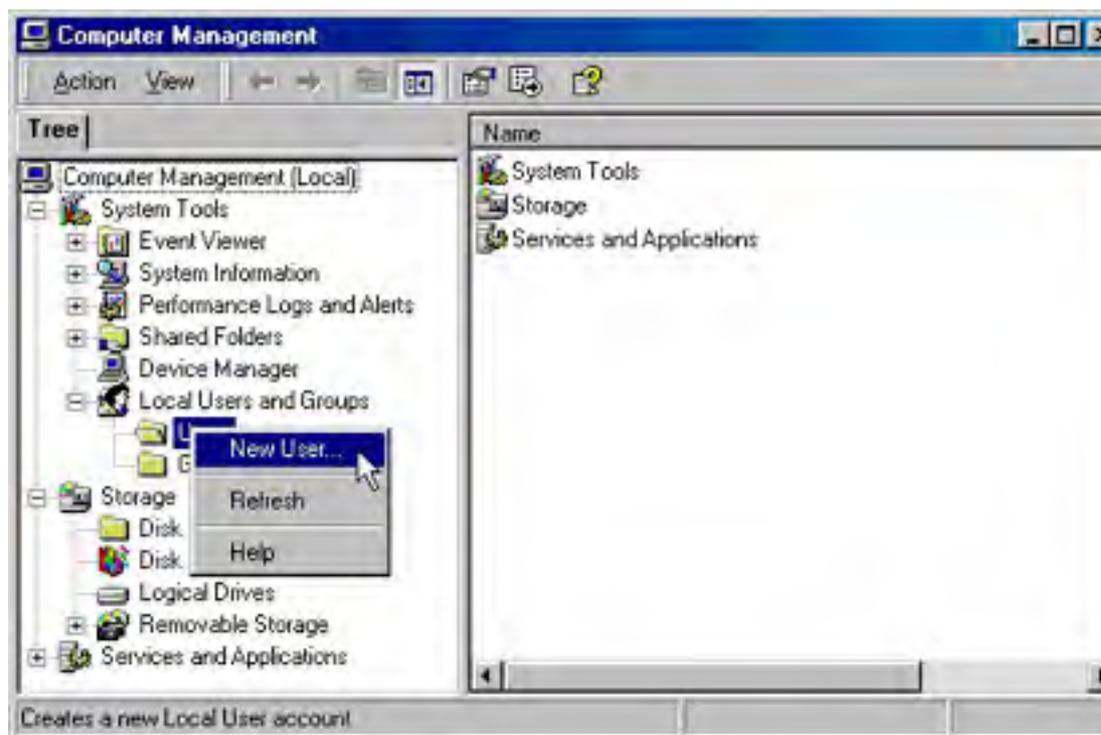 Computer Management
Action View
Tree
Name
Computer Management (Local)
System Tools
Event Viewer
System Information
Performance Logs and Alerts
Shared Folders
Device Manager
Local Users and Groups
New User...
Refresh
Help
Storage
Disk
Disk
Logical Drives
Removable Storage
Services and Applications
System Tools
Storage
Services and Applications
Creates a new Local User account